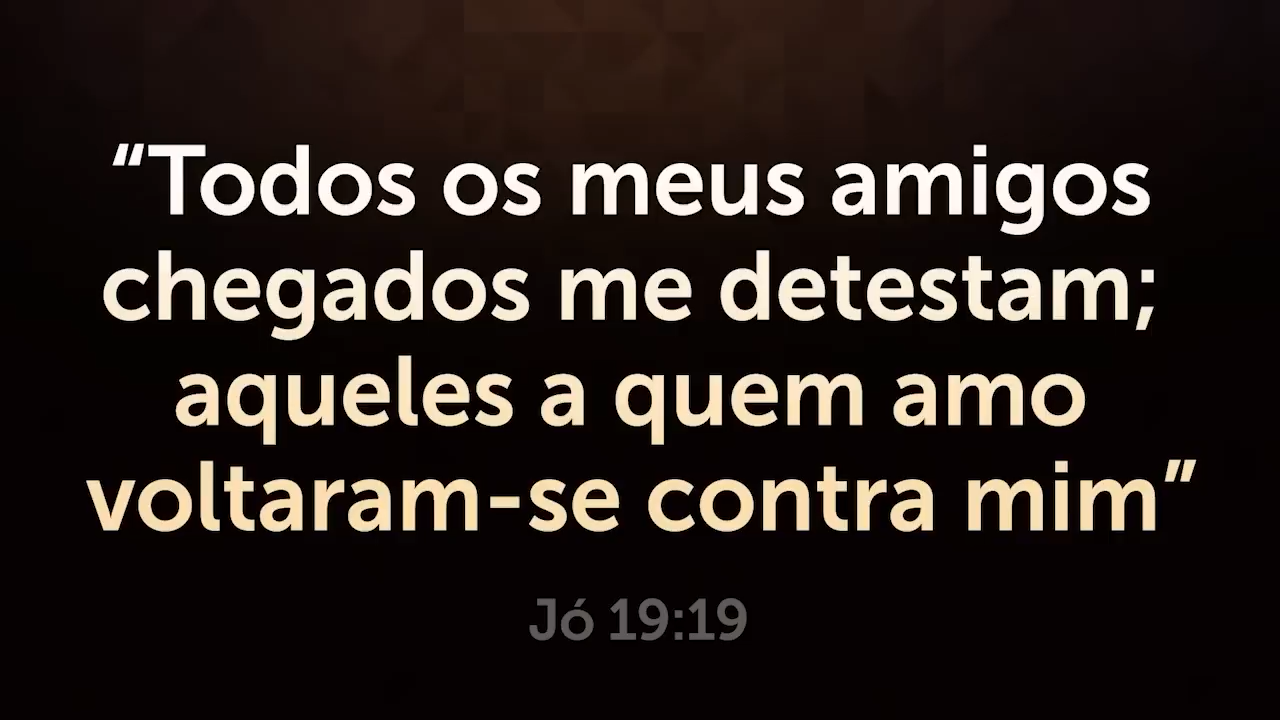 “Todos os meus amigos
chegados me detestam;
aqueles a quem amo
voltaram-se contra mim”
Jó 19:19